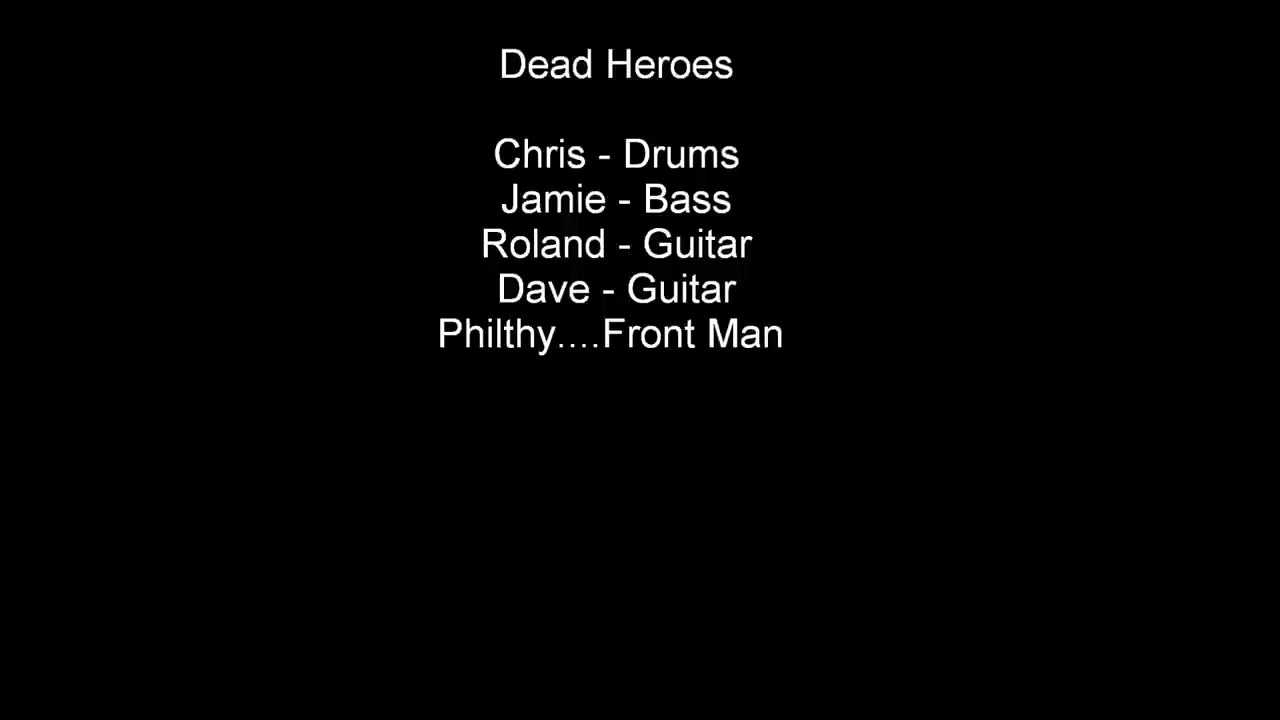 Dead Heroes
Chris - Drums
Jamie - Bass
Roland - Guitar
Dave - Guitar
Philthy....Front Man